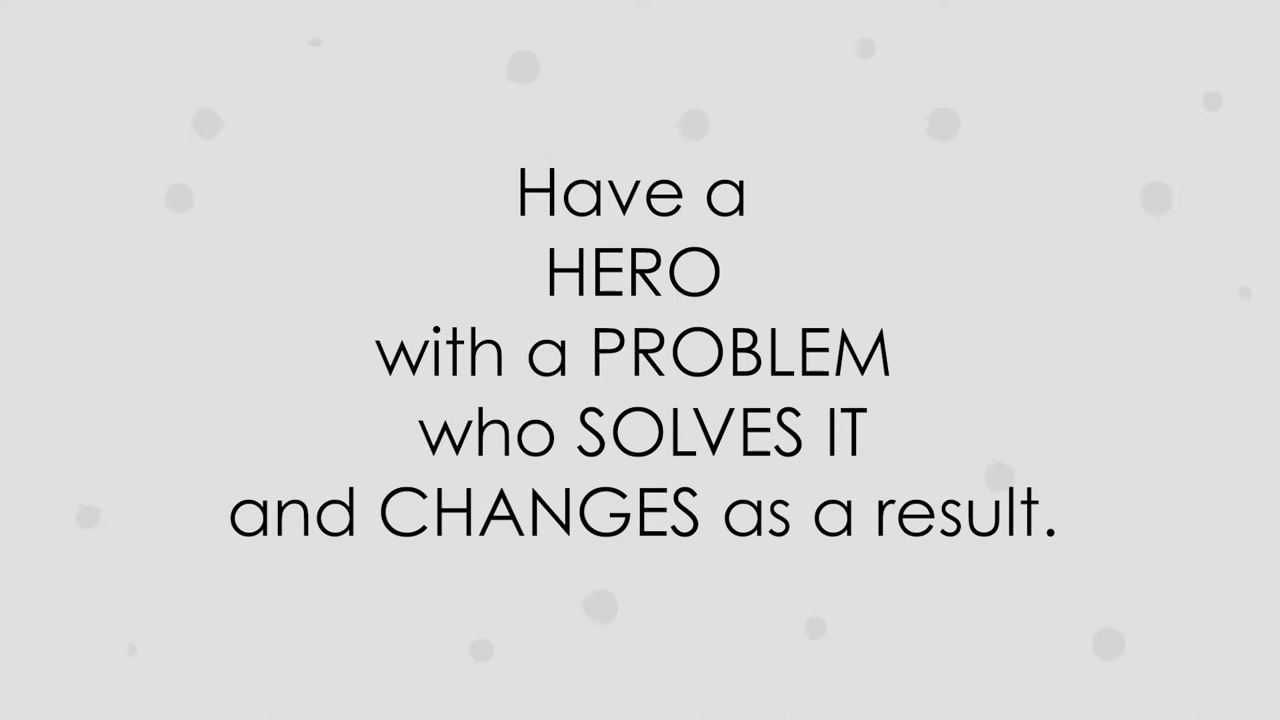 Have a
HERO
with a PROBLEM
who SOLVES IT
and CHANGES as a result.